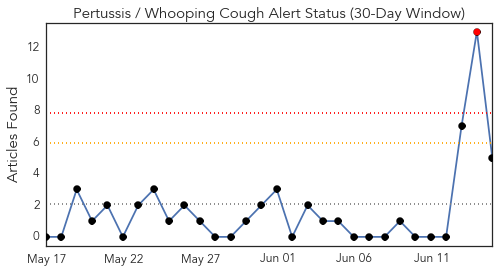 Pertussis / Whooping Cough Alert Status (30-Day Window)
Articles Found
12
10
8
6
4
2
0
May 17 May 22 May 27 Jun 01 Jun 06 Jun 11